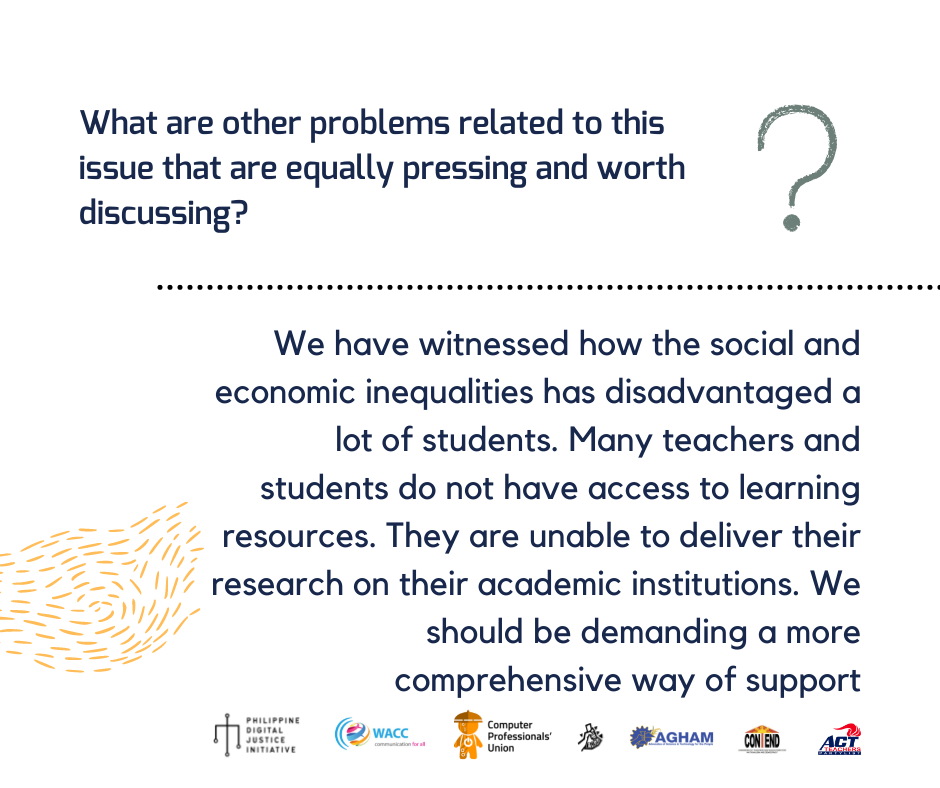 What are other problems related to this
issue that are equally pressing and worth
discussing?
We have witnessed how the social and
economic inequalities has disadvantaged a
lot of students. Many teachers and
students do not have access to learning
resources. They are unable to deliver their
research on their academic institutions. We
should be demanding a more
comprehensive way of support
PHILIPPINE
DIGITAL
JUSTICE
INITIATIVE
WACC
communication for all
Computer
Professionals'
Union
AGHAM
CONTEND
ACT
TEACHERS
PARTYLIST